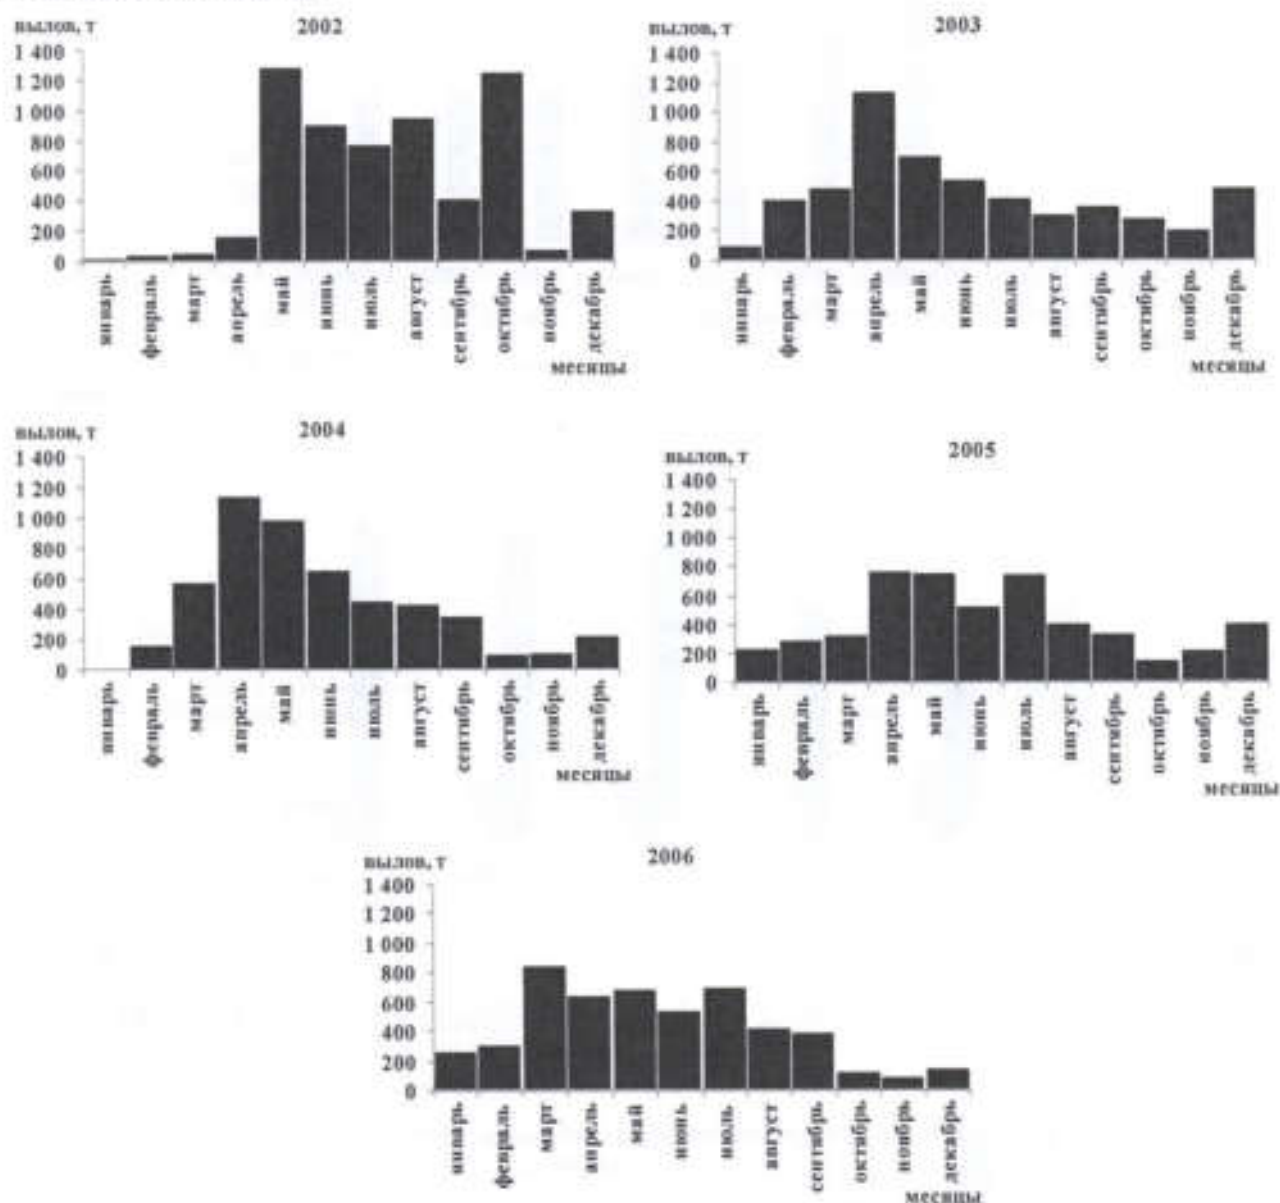 2002
вылов, т
1 400
1 200
1 000
800
600
400
200
0
январь
февраль
март
апрель
май
июнь
июль
август
сентябрь
октябрь
ноябрь
декабрь
месяцы
2003
вылов, т
1 400
1 200
1 000
800
600
400
200
0
январь
февраль
март
апрель
май
июнь
июль
август
сентябрь
октябрь
ноябрь
декабрь
месяцы
2004
вылов, т
1 400
1 200
1 000
800
600
400
200
0
январь
февраль
март
апрель
май
июнь
июль
август
сентябрь
октябрь
ноябрь
декабрь
месяцы
2005
вылов, т
1 400
1 200
1 000
800
600
400
200
0
январь
февраль
март
апрель
май
июнь
июль
август
сентябрь
октябрь
ноябрь
декабрь
месяцы
2006
вылов, т
1 400
1 200
1 000
800
600
400
200
0
январь
февраль
март
апрель
май
июнь
июль
август
сентябрь
октябрь
ноябрь
декабрь
месяцы